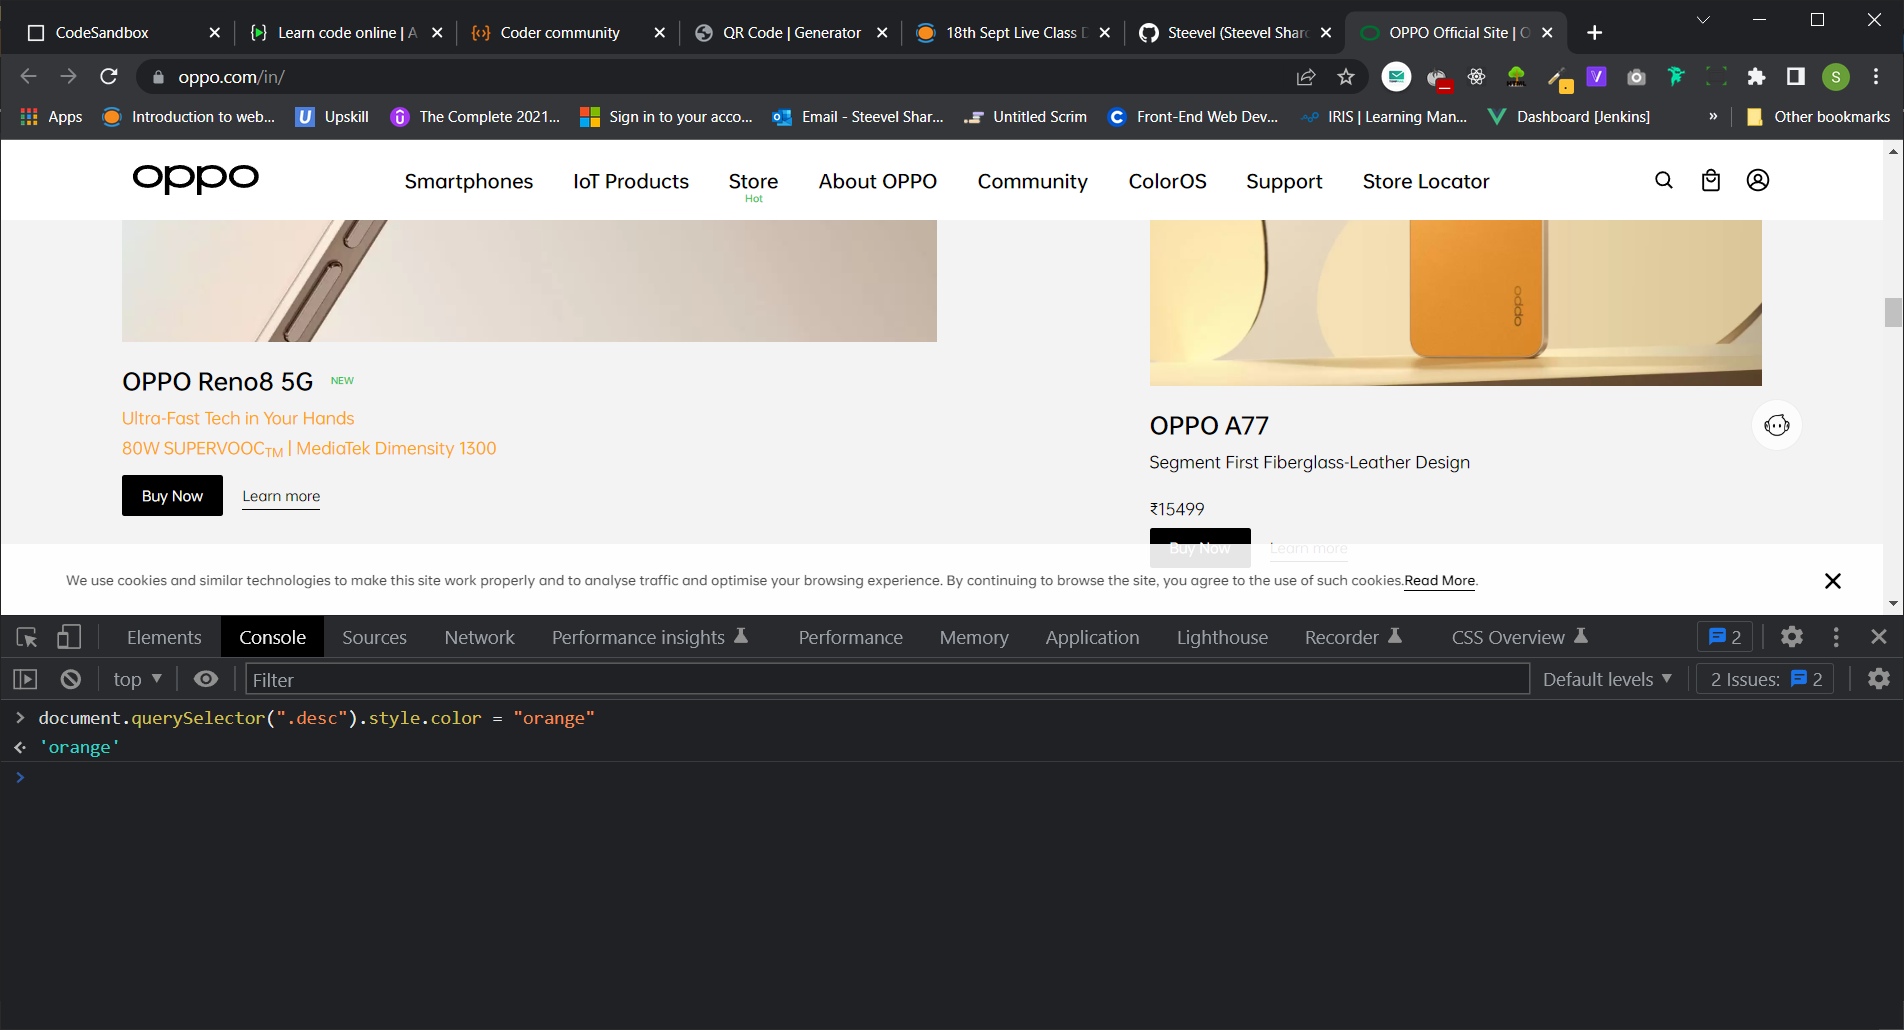 CodeSandbox
Learn code online | A
Coder community
QR Code | Generator
18th Sept Live Class D
Steevel (Steevel Shar
OPPO Official Site | O
oppo.com/in/
S
Apps
Introduction to web...
Upskill
The Complete 2021...
Sign in to your acco...
Email - Steevel Shar...
Untitled Scrim
Front-End Web Dev...
IRIS | Learning Man...
Dashboard [Jenkins]
»
Other bookmarks
oppo
Smartphones
IoT Products
Store
Hot
About OPPO
Community
ColorOS
Support
Store Locator
oppo
OPPO Reno8 5G NEW
Ultra-Fast Tech in Your Hands
80W SUPERVOOCTM | MediaTek Dimensity 1300
Buy Now Learn more
OPPO A77
Segment First Fiberglass-Leather Design
₹15499
Buy Now Learn more
We use cookies and similar technologies to make this site work properly and to analyse traffic and optimise your browsing experience. By continuing to browse the site, you agree to the use of such cookies.Read More.
Elements Console Sources Network Performance insights Performance Memory Application Lighthouse Recorder CSS Overview 2
top Filter Default levels 2 Issues: 2
document.querySelector(".desc").style.color = "orange"
'orange'